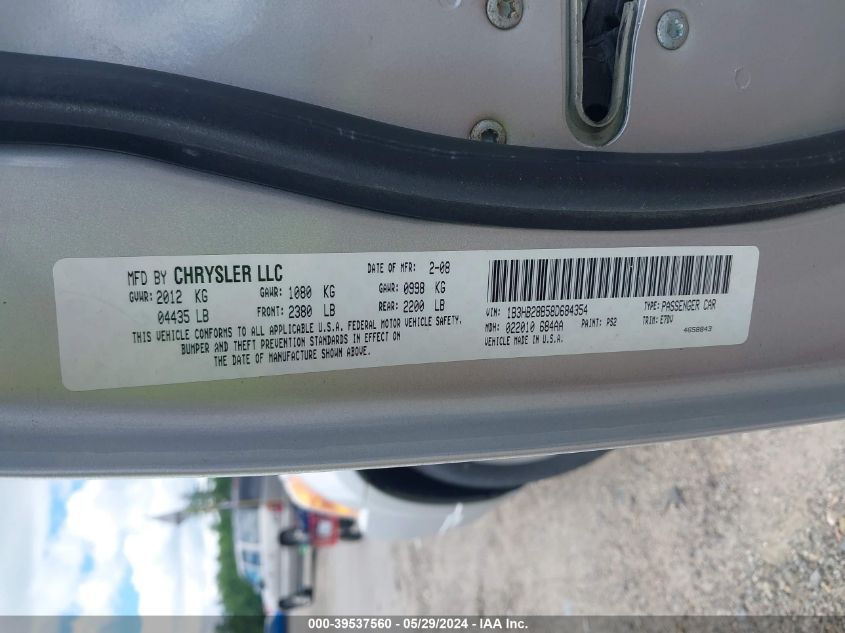 MFD BY CHRYSLER LLC
DATE OF MFR: 2-08
GVWR: 2012 KG
GAWR: 1080 KG
GAWR: 0998 KG
04435 LB
FRONT: 2380 LB
REAR: 2200 LB
THIS VEHICLE CONFORMS TO ALL APPLICABLE U.S.A. FEDERAL MOTOR VEHICLE SAFETY,
BUMPER AND THEFT PREVENTION STANDARDS IN EFFECT ON
THE DATE OF MANUFACTURE SHOWN ABOVE.
VIN: 1B3HB28B58D684354
TYPE: PASSENGER CAR
MDH: 022010 684AA
PAINT: PS2
TRIM: E7DV
VEHICLE MADE IN U.S.A.
4658843
000-39537560 - 05/29/2024 - IAA Inc.